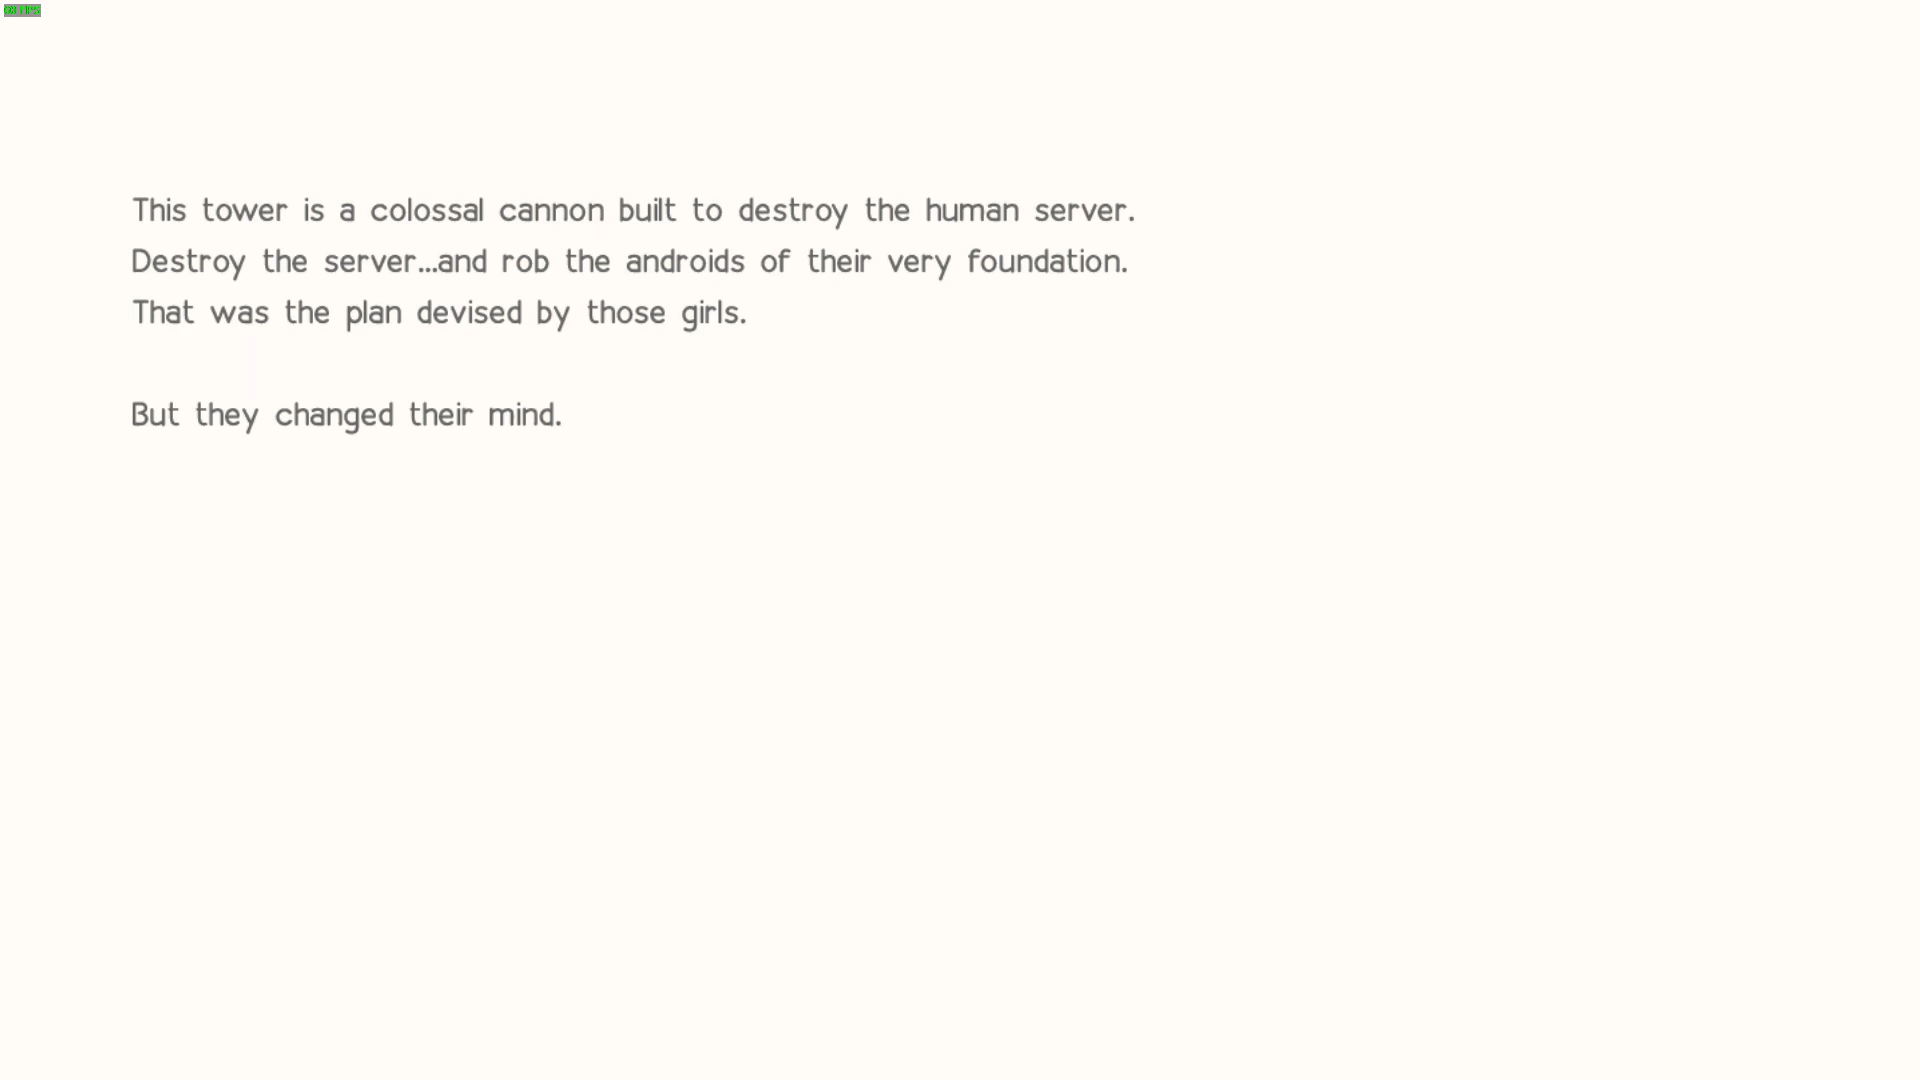 This tower is a colossal cannon built to destroy the human server.
Destroy the server...and rob the androids of their very foundation.
That was the plan devised by those girls.
But they changed their mind.